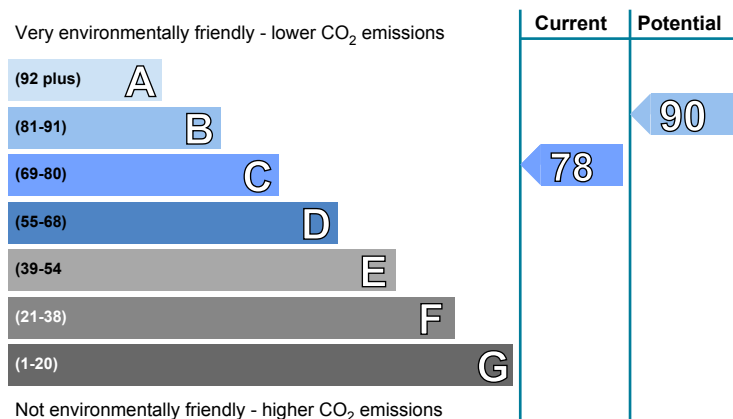 Very environmentally friendly - lower CO2 emissions
Current
Potential
(92 plus) A
(81-91) B
(69-80) C
(55-68) D
(39-54 E
(21-38) F
(1-20) G
78
90
Not environmentally friendly - higher CO2 emissions